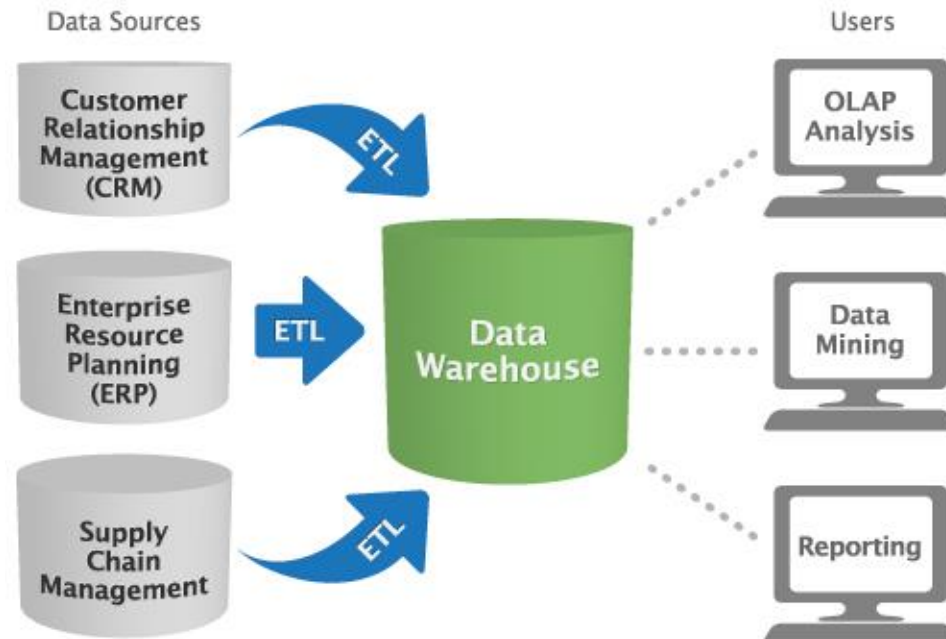 Data Sources
Users
Customer
Relationship
Management
(CRM)
ETL
OLAP
Analysis
Enterprise
Resource
Planning
(ERP)
ETL
Data
Warehouse
Data
Mining
Supply
Chain
Management
ETL
Reporting